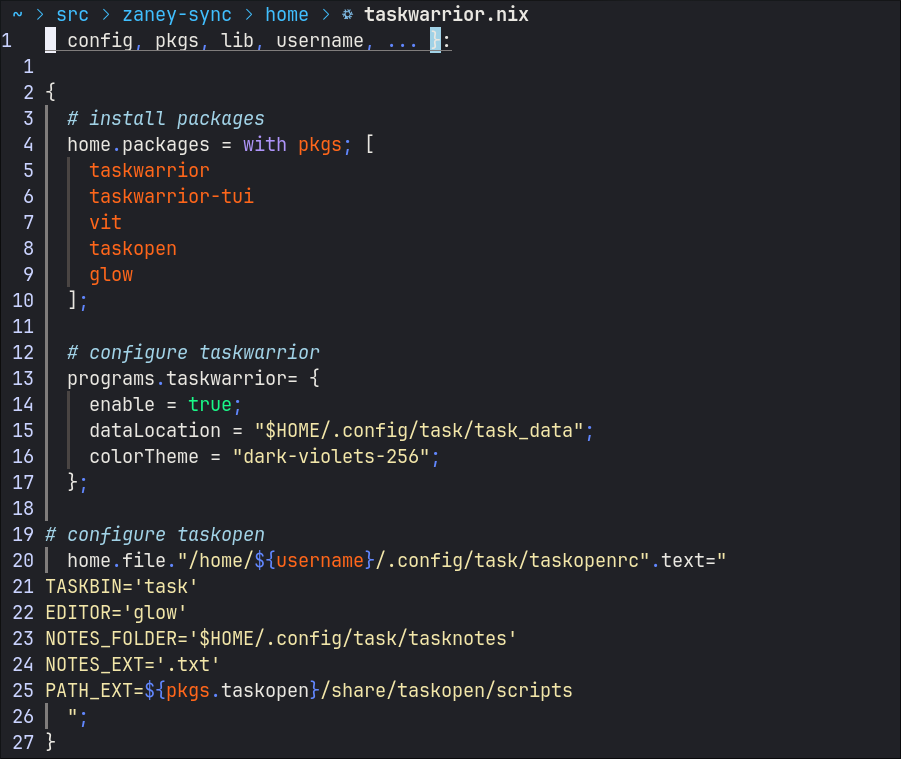 ~ > src > zaney-sync > home > taskwarrior.nix
1 config, pkgs, lib, username, ... }:
1
2 {
3 # install packages
4 home.packages = with pkgs; [
5 taskwarrior
6 taskwarrior-tui
7 vit
8 taskopen
9 glow
10 ];
11
12 # configure taskwarrior
13 programs.taskwarrior= {
14 enable = true;
15 dataLocation = "$HOME/.config/task/task_data";
16 colorTheme = "dark-violets-256";
17 };
18
19 # configure taskopen
20 home.file."/home/${username}/.config/task/taskopenrc".text="
21 TASKBIN='task'
22 EDITOR='glow'
23 NOTES_FOLDER='$HOME/.config/task/tasknotes'
24 NOTES_EXT='.txt'
25 PATH_EXT=${pkgs.taskopen}/share/taskopen/scripts
26 ";
27 }